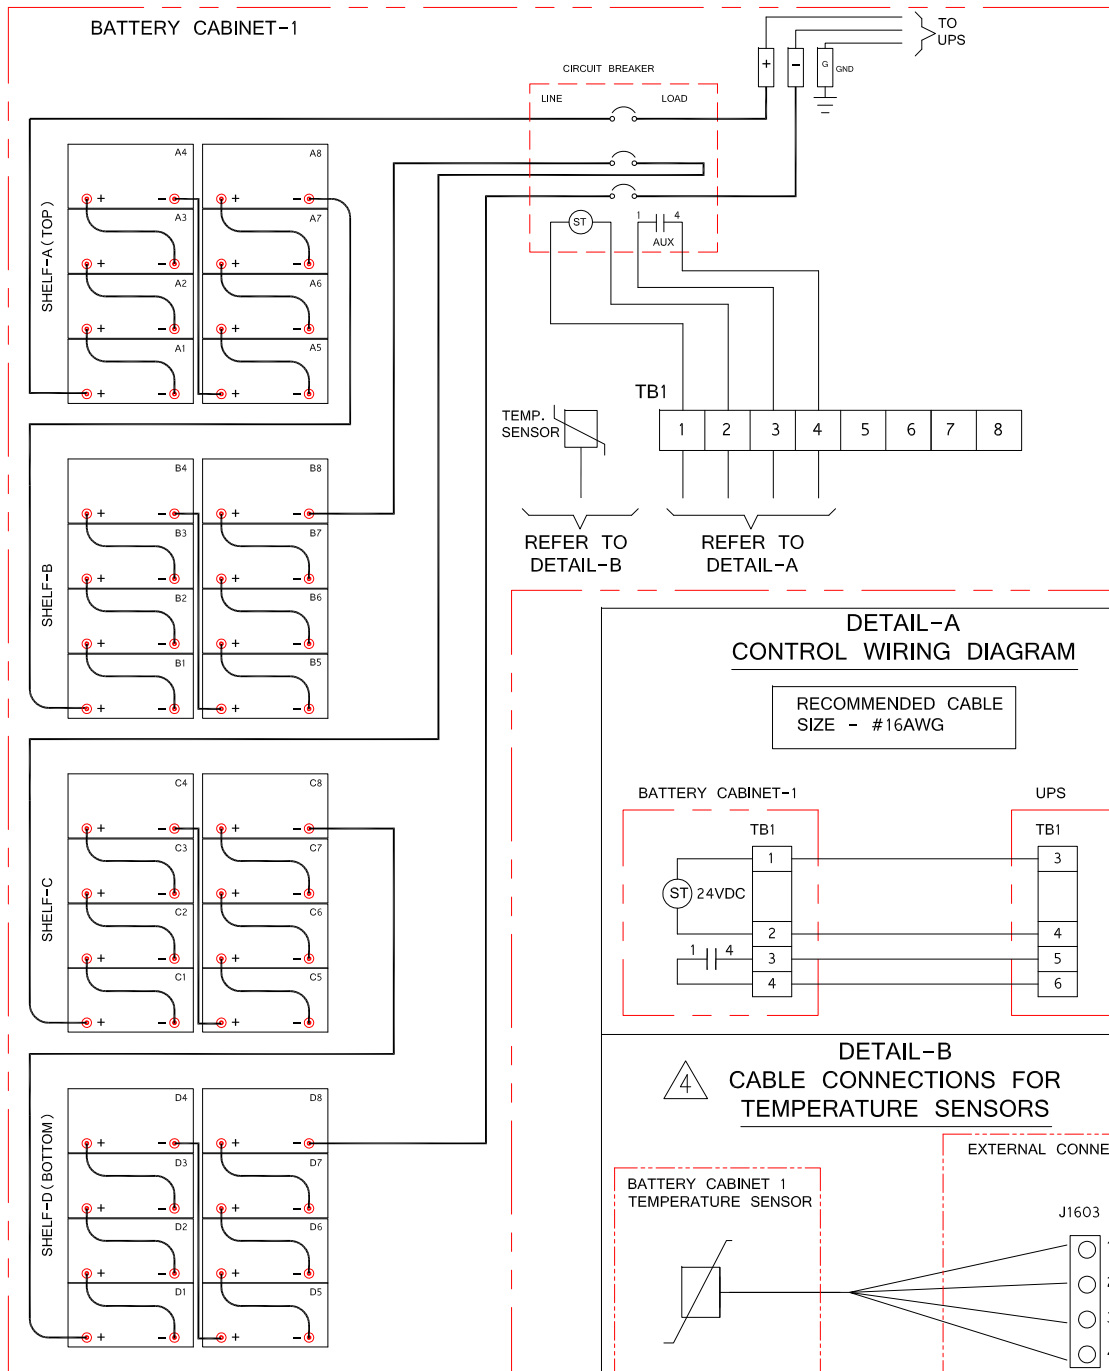 BATTERY CABINET-1
TO
UPS
+
−
G
GND
CIRCUIT BREAKER
LINE
LOAD
ST
1
4
AUX
SHELF-A(TOP)
A4
A8
+
−
+
−
A3
A7
+
−
+
−
A2
A6
+
−
+
−
A1
A5
+
−
+
−
TB1
TEMP.
SENSOR
1
2
3
4
5
6
7
8
REFER TO
DETAIL-B
REFER TO
DETAIL-A
SHELF-B
B4
B8
+
−
+
−
B3
B7
+
−
+
−
B2
B6
+
−
+
−
B1
B5
+
−
+
−
SHELF-C
C4
C8
+
−
+
−
C3
C7
+
−
+
−
C2
C6
+
−
+
−
C1
C5
+
−
+
−
SHELF-D(BOTTOM)
D4
D8
+
−
+
−
D3
D7
+
−
+
−
D2
D6
+
−
+
−
D1
D5
+
−
+
−
DETAIL-A
CONTROL WIRING DIAGRAM
RECOMMENDED CABLE
SIZE - #16AWG
BATTERY CABINET-1
UPS
TB1
TB1
1
3
ST
24VDC
2
4
1
4
3
5
4
6
4
DETAIL-B
CABLE CONNECTIONS FOR
TEMPERATURE SENSORS
EXTERNAL CONNE
BATTERY CABINET 1
TEMPERATURE SENSOR
J1603
2
3